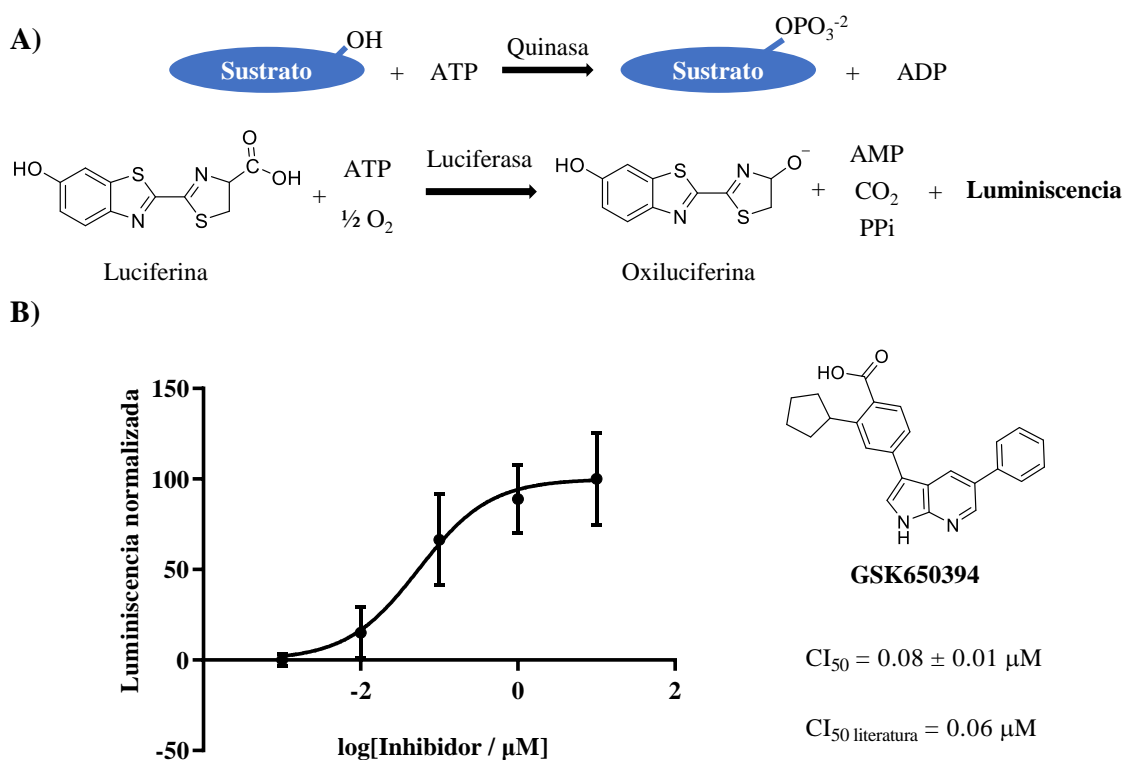 A)
Sustrato OH + ATP Quinasa Sustrato OPO₃⁻² + ADP
HO S N N S O C OH + ATP ½ O₂ Luciferasa HO S N N S O⁻ + AMP CO₂ PPi + Luminiscencia
Luciferina Oxiluciferina
B)
Luminiscencia normalizada
150
100
50
0
-50
-2 0 2
log[Inhibidor / µM]
HO O
N H N
GSK650394
CI₅₀ = 0.08 ± 0.01 µM
CI₅₀ literatura = 0.06 µM